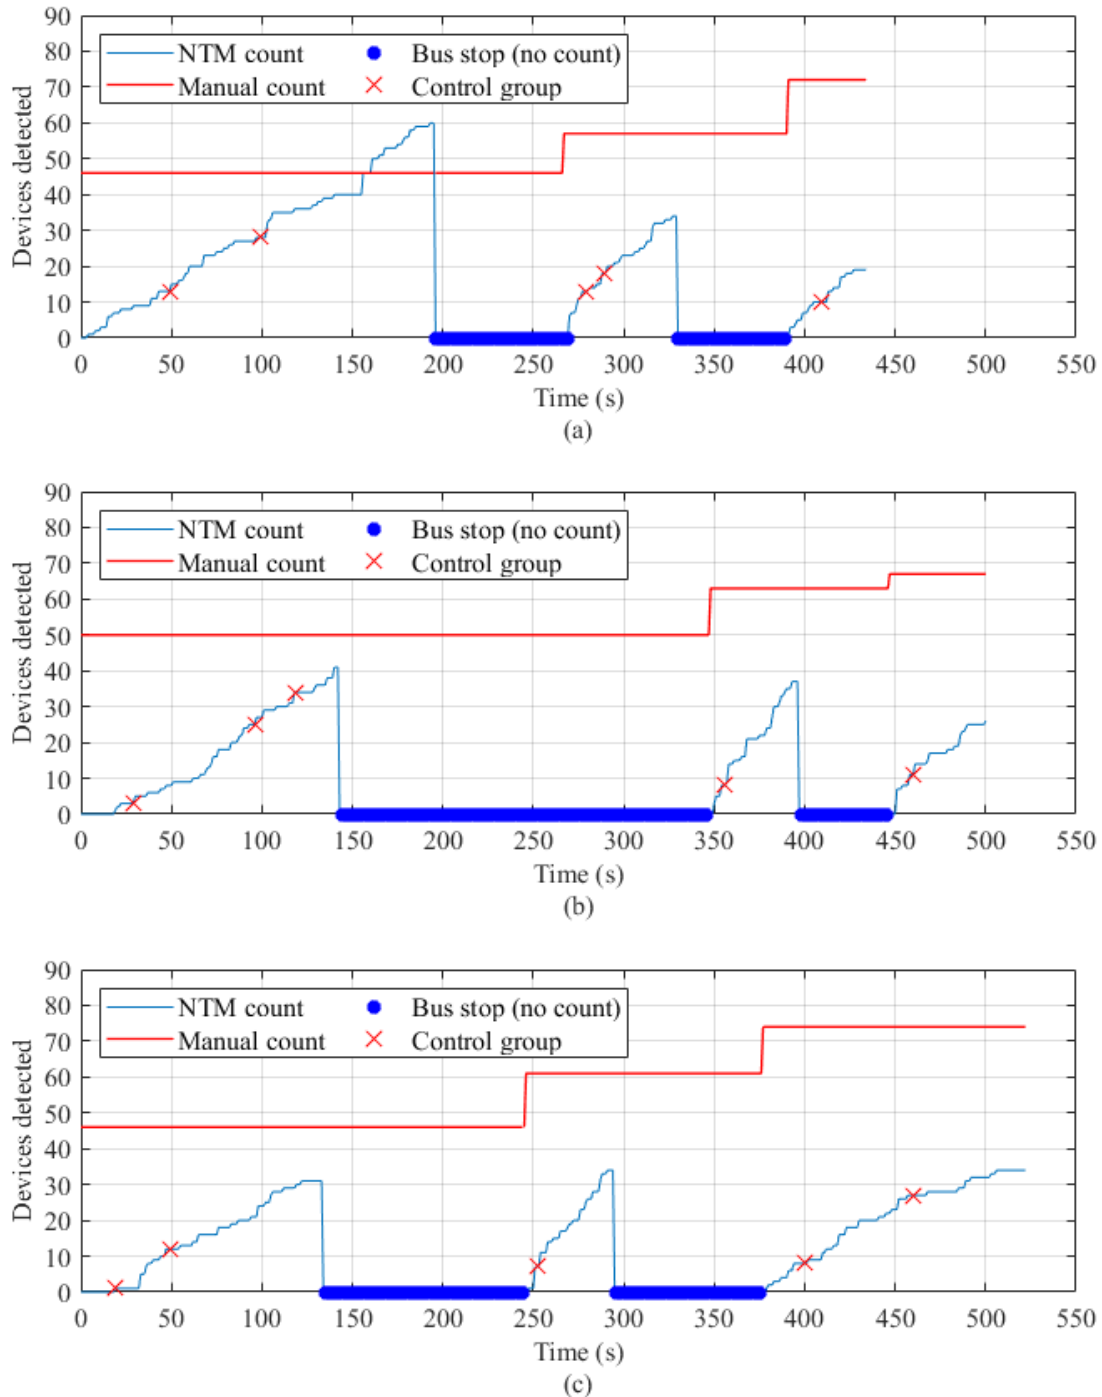 90
80
70
60
50
40
30
20
10
0
Devices detected
NTM count
Bus stop (no count)
Manual count
Control group
0 50 100 150 200 250 300 350 400 450 500 550
Time (s)
(a)
90
80
70
60
50
40
30
20
10
0
Devices detected
NTM count
Bus stop (no count)
Manual count
Control group
0 50 100 150 200 250 300 350 400 450 500 550
Time (s)
(b)
90
80
70
60
50
40
30
20
10
0
Devices detected
NTM count
Bus stop (no count)
Manual count
Control group
0 50 100 150 200 250 300 350 400 450 500 550
Time (s)
(c)